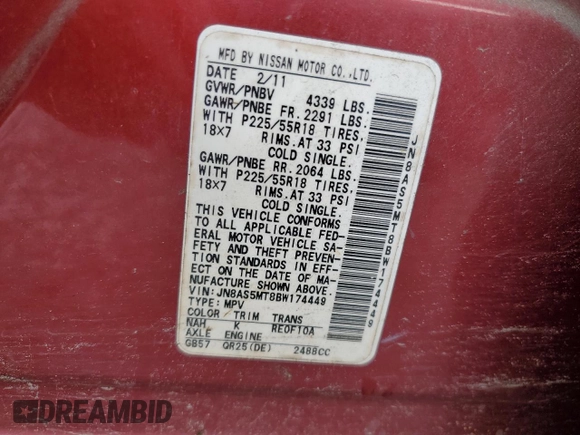 MFD BY NISSAN MOTOR CO.,LTD.
DATE 2/11
GVWR/PNBV 4339 LBS.
GAWR/PNBE FR. 2291 LBS.
WITH P225/55R18 TIRES,
18X7 RIMS.AT 33 PSI
COLD SINGLE.
GAWR/PNBE RR. 2064 LBS.
WITH P225/55R18 TIRES,
18X7 RIMS.AT 33 PSI
COLD SINGLE.
THIS VEHICLE CONFORMS
TO ALL APPLICABLE FED-
ERAL MOTOR VEHICLE SA-
FETY AND THEFT PREVEN-
TION STANDARDS IN EFF-
ECT ON THE DATE OF MA-
NUFACTURE SHOWN ABOVE.
VIN: JN8AS5MT8BW174449
TYPE: MPV
COLOR TRIM TRANS
NAH K RE0F10A
AXLE ENGINE
GB57 QR25(DE) 2488CC
JN8AS5MT8BW174449
DREAMBID